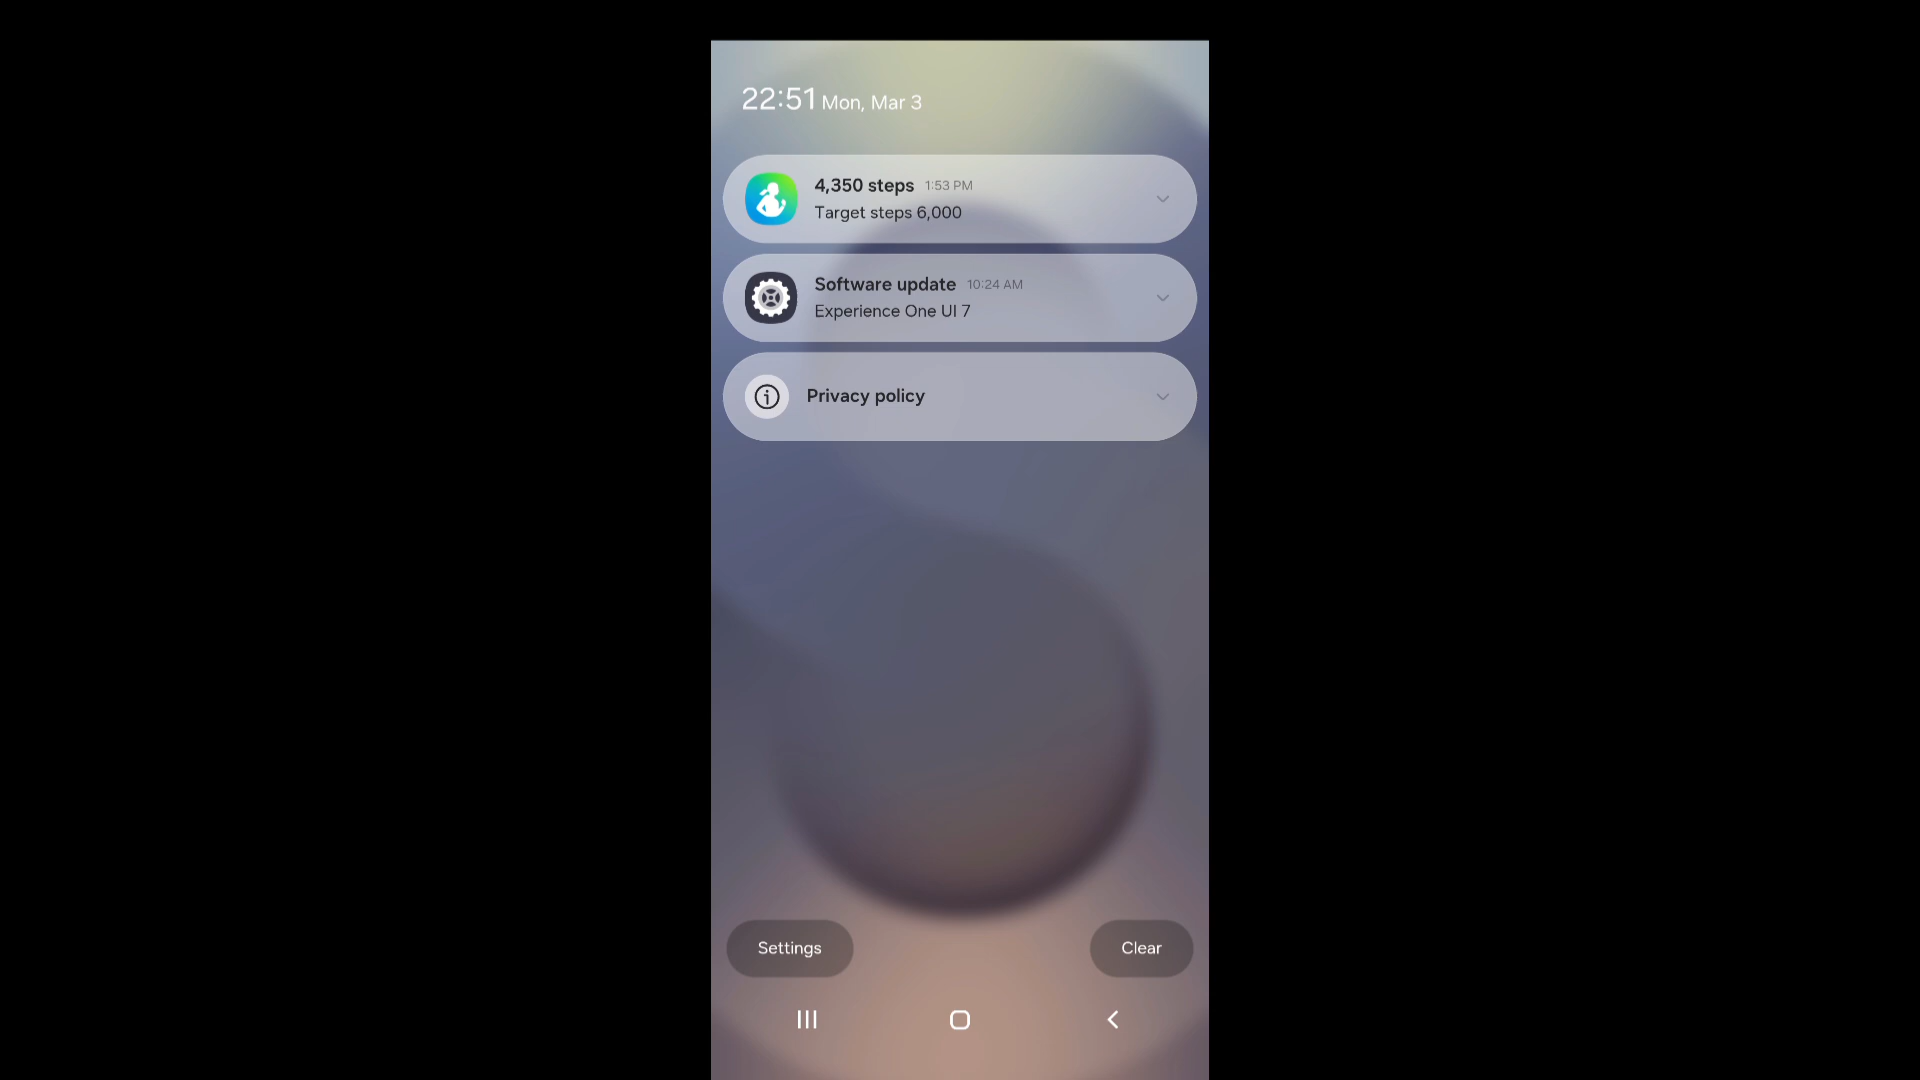 22:51 Mon, Mar 3
4,350 steps 1:53 PM
Target steps 6,000
Software update 10:24 AM
Experience One UI 7
Privacy policy
Settings
Clear